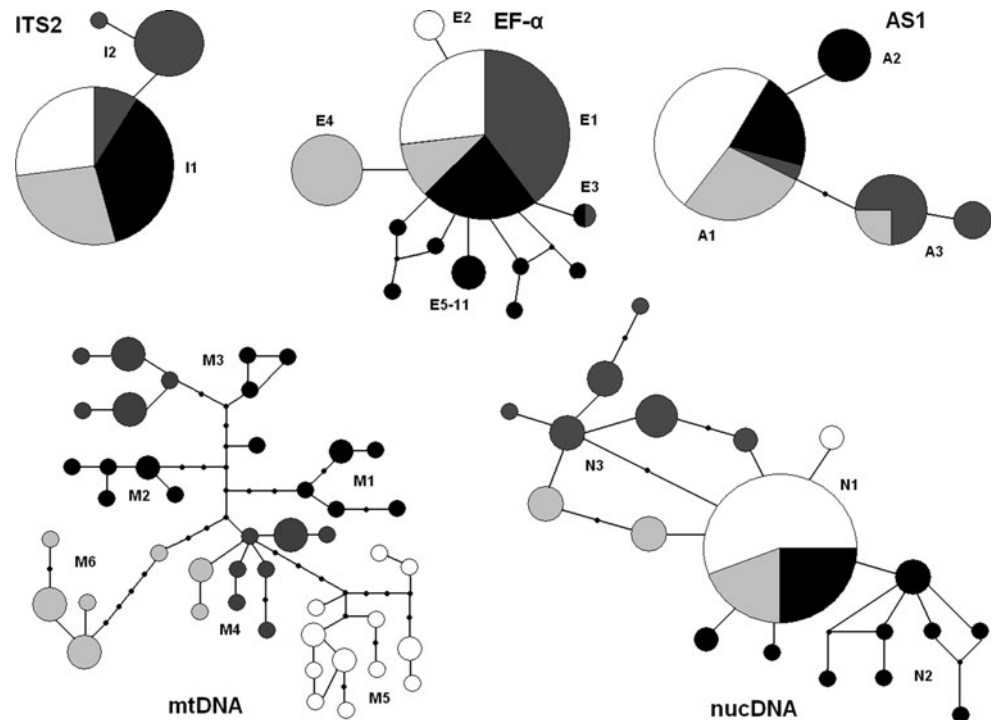 ITS2
I2
I1
EF-α
E2
E1
E4
E3
E5-11
AS1
A2
A1
A3
M3
M2
M1
M6
M4
M5
mtDNA
N3
N1
N2
nucDNA